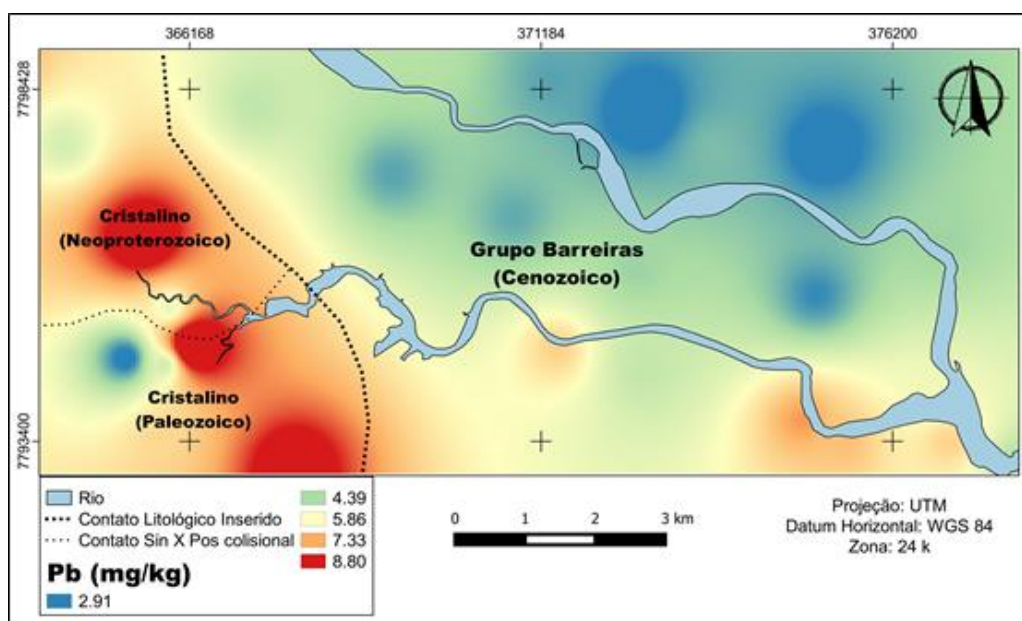 366168
371184
376200
7798428
7793400
Cristalino
(Neoproterozoico)
Grupo Barreiras
(Cenozoico)
Cristalino
(Paleozoico)
Rio
Contato Litológico Inserido
Contato Sin X Pos colisional
Pb (mg/kg)
2.91
4.39
5.86
7.33
8.80
0 1 2 3 km
Projeção: UTM
Datum Horizontal: WGS 84
Zona: 24 k